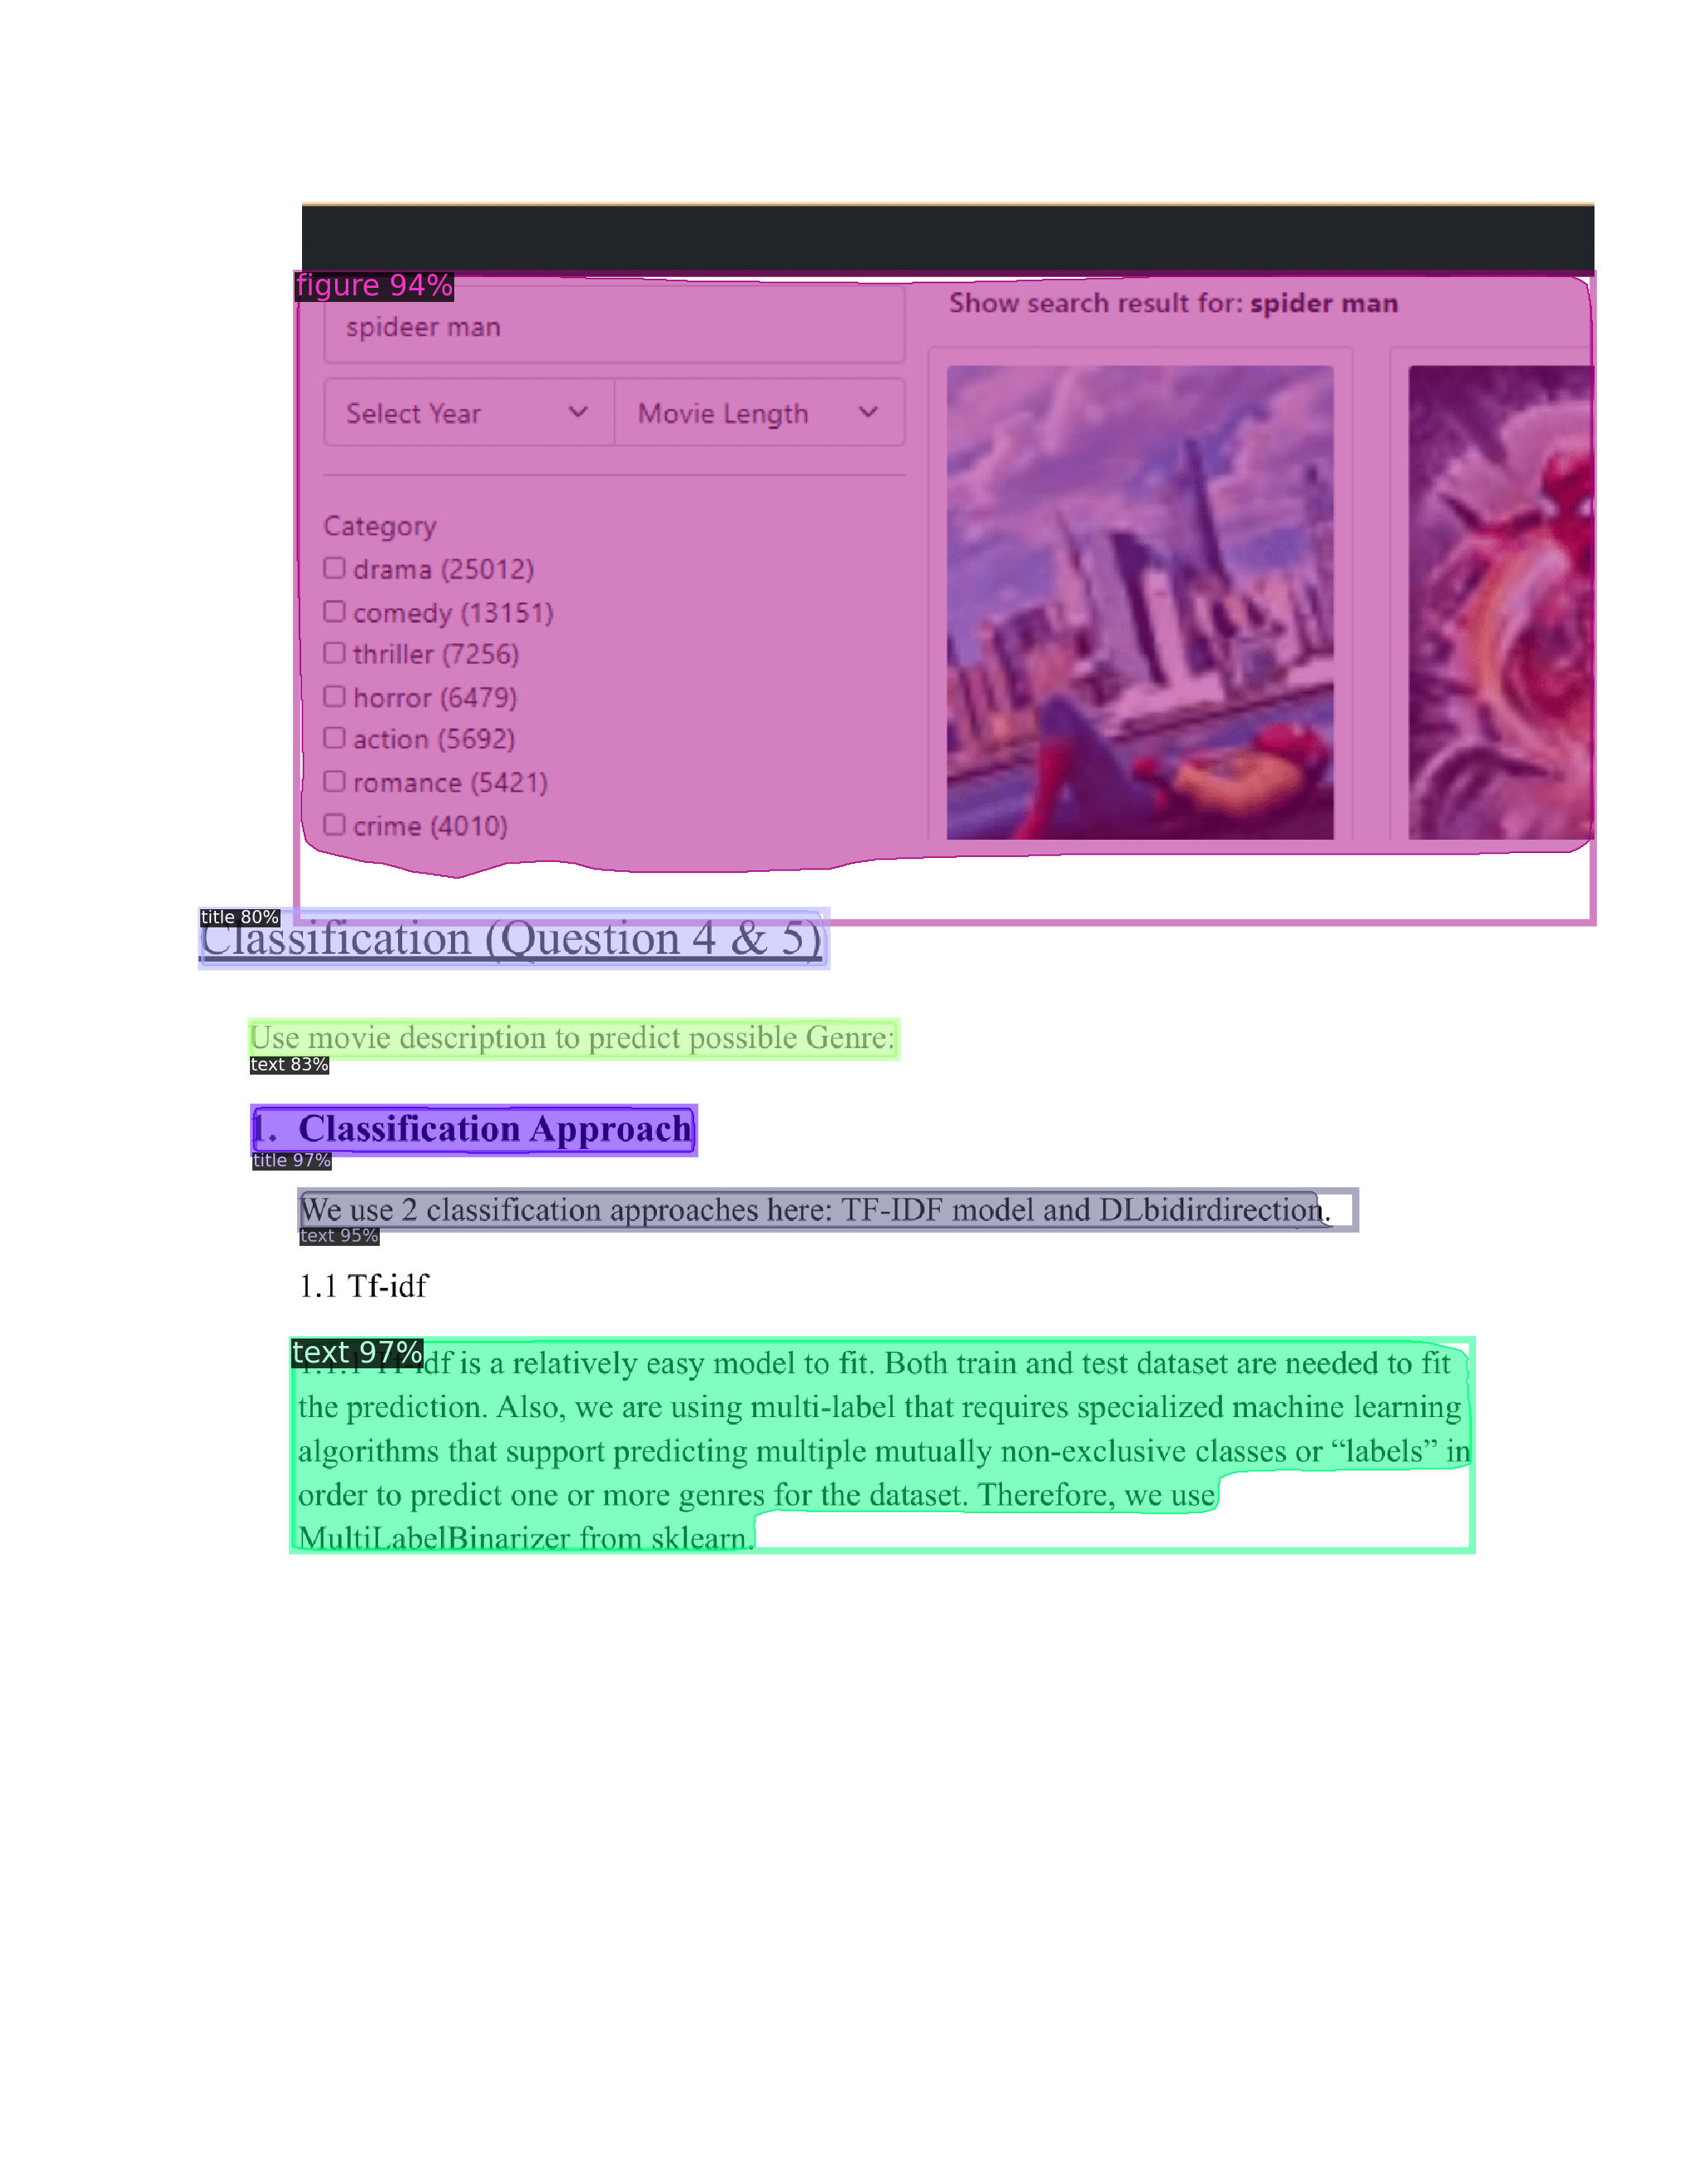 figure 94%
spideer man
Show search result for: spider man
Select Year
Movie Length
Category
drama (25012)
comedy (13151)
thriller (7256)
horror (6479)
action (5692)
romance (5421)
crime (4010)
title 80%
Classification (Question 4 & 5)
Use movie description to predict possible Genre:
text 83%
1. Classification Approach
title 97%
We use 2 classification approaches here: TF-IDF model and DLbidirdirection.
text 95%
1.1 Tf-idf
text 97%
1.1.1 Tf-idf is a relatively easy model to fit. Both train and test dataset are needed to fit
the prediction. Also, we are using multi-label that requires specialized machine learning
algorithms that support predicting multiple mutually non-exclusive classes or “labels” in
order to predict one or more genres for the dataset. Therefore, we use
MultiLabelBinarizer from sklearn.